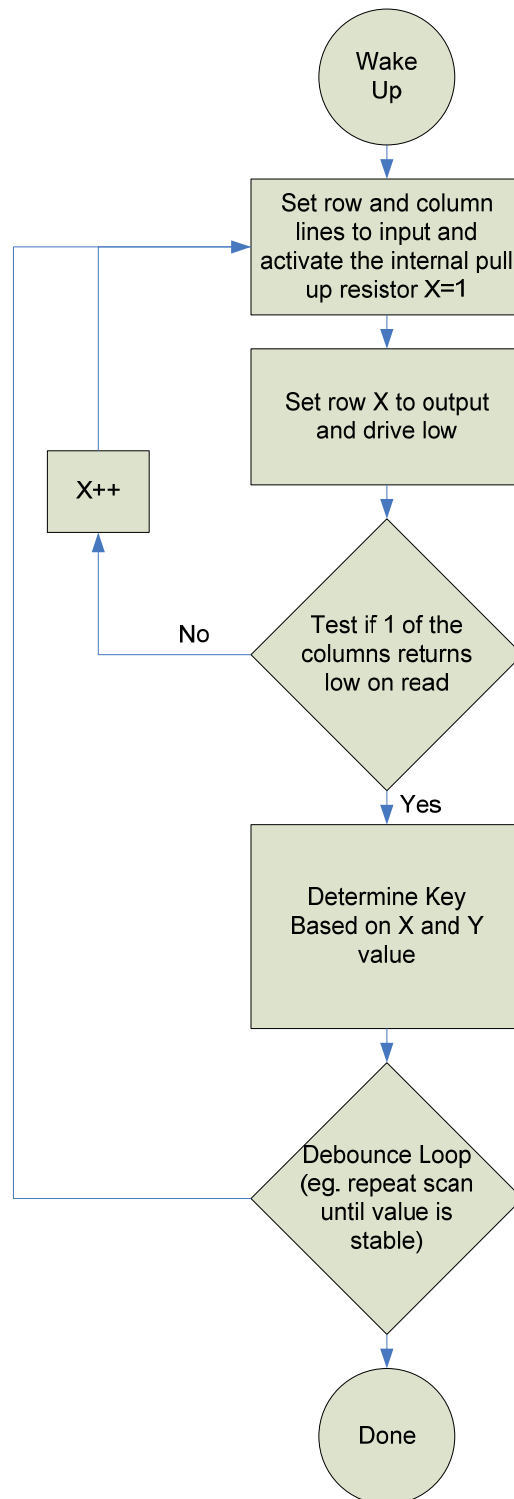 Wake
Up
Set row and column
lines to input and
activate the internal pull
up resistor X=1
Set row X to output
and drive low
X++
No
Test if 1 of the
columns returns
low on read
Yes
Determine Key
Based on X and Y
value
Debounce Loop
(eg. repeat scan
until value is
stable)
Done